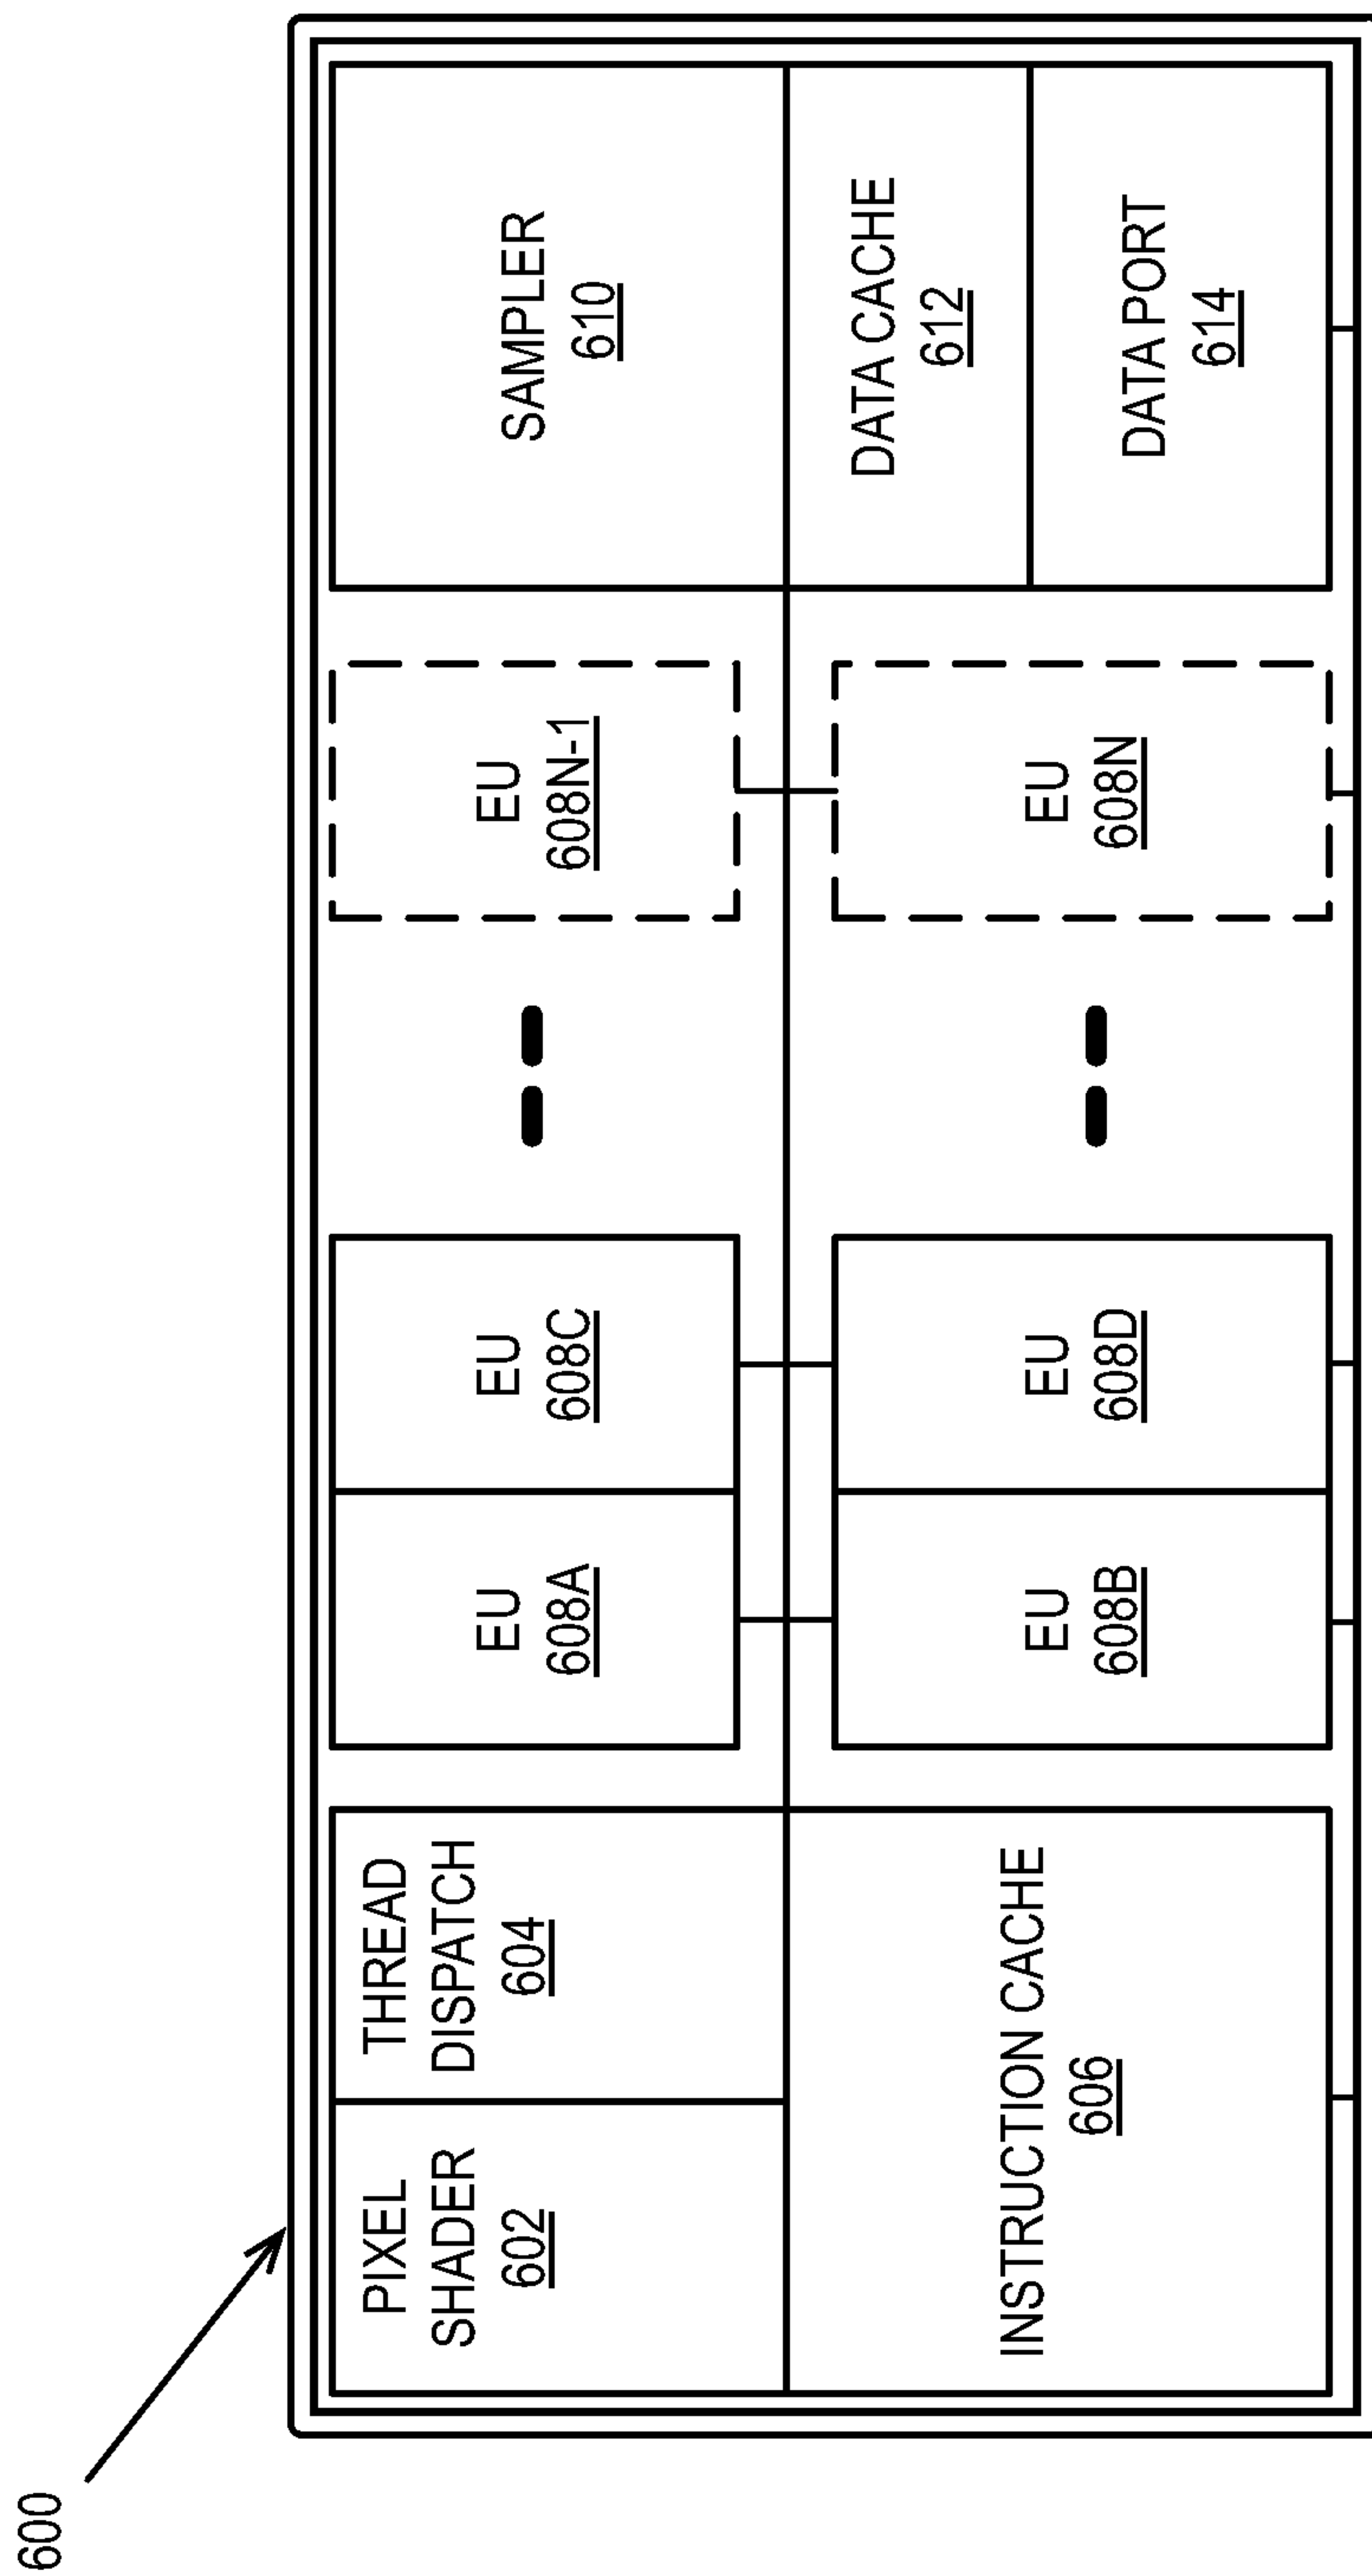 600
PIXEL
SHADER
602
THREAD
DISPATCH
604
INSTRUCTION CACHE
606
EU
608A
EU
608C
EU
608B
EU
608D
EU
608N-1
EU
608N
SAMPLER
610
DATA CACHE
612
DATA PORT
614